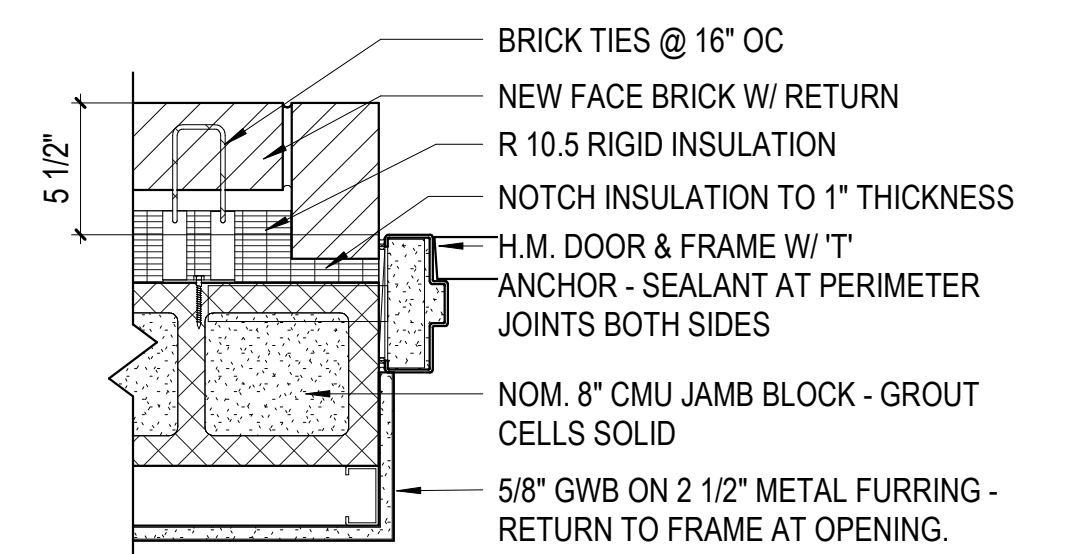 BRICK TIES @ 16" OC
NEW FACE BRICK W/ RETURN
5 1/2"
R 10.5 RIGID INSULATION
NOTCH INSULATION TO 1" THICKNESS
H.M. DOOR & FRAME W/ 'T'
ANCHOR - SEALANT AT PERIMETER
JOINTS BOTH SIDES
NOM. 8" CMU JAMB BLOCK - GROUT
CELLS SOLID
5/8" GWB ON 2 1/2" METAL FURRING -
RETURN TO FRAME AT OPENING.